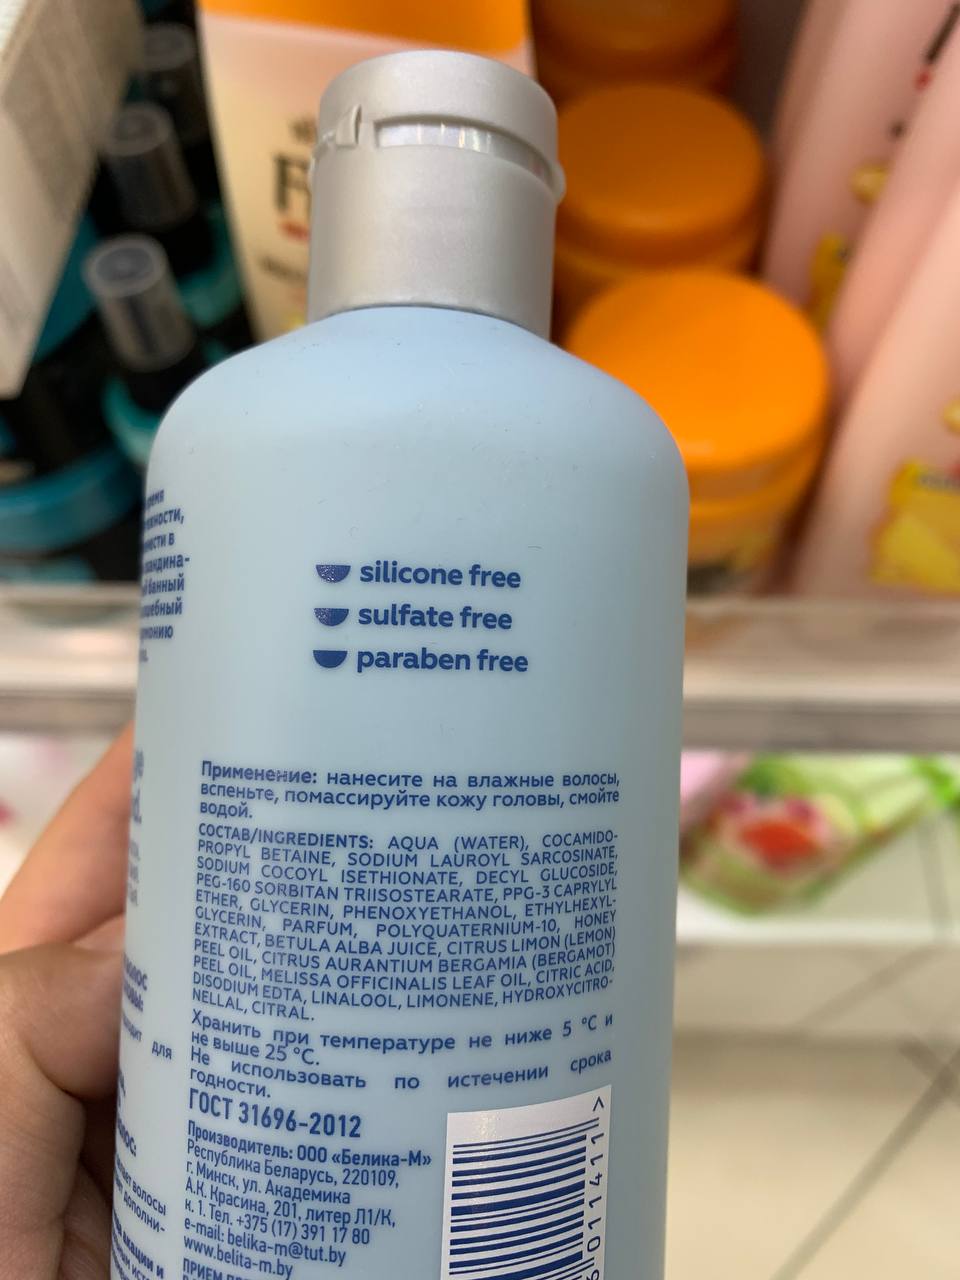 silicone free
sulfate free
paraben free
Применение: нанесите на влажные волосы,
вспеньте, помассируйте кожу головы, смойте
водой.
СОСТАВ/INGREDIENTS: AQUA (WATER), COCAMIDO-
PROPYL BETAINE, SODIUM LAUROYL SARCOSINATE,
SODIUM COCOYL ISETHIONATE, DECYL GLUCOSIDE,
PEG-160 SORBITAN TRIISOSTEARATE, PPG-3 CAPRYLYL
ETHER, GLYCERIN, PHENOXYETHANOL, ETHYLHEXYL-
GLYCERIN, PARFUM, POLYQUATERNIUM-10, HONEY
EXTRACT, BETULA ALBA JUICE, CITRUS LIMON (LEMON)
PEEL OIL, CITRUS AURANTIUM BERGAMIA (BERGAMOT)
PEEL OIL, MELISSA OFFICINALIS LEAF OIL, CITRIC ACID,
DISODIUM EDTA, LINALOOL, LIMONENE, HYDROXYCITRO-
NELLAL, CITRAL.
Хранить при температуре не ниже 5 °С и
не выше 25 °С.
Не использовать по истечении срока
годности.
ГОСТ 31696-2012
Производитель: ООО «Белика-М»
Республика Беларусь, 220109,
г. Минск, ул. Академика
А.К. Красина, 201, литер Л1/К,
к. 1. Тел. +375 (17) 391 17 80
e-mail: belika-m@tut.by
www.belita-m.by
601141 1 >